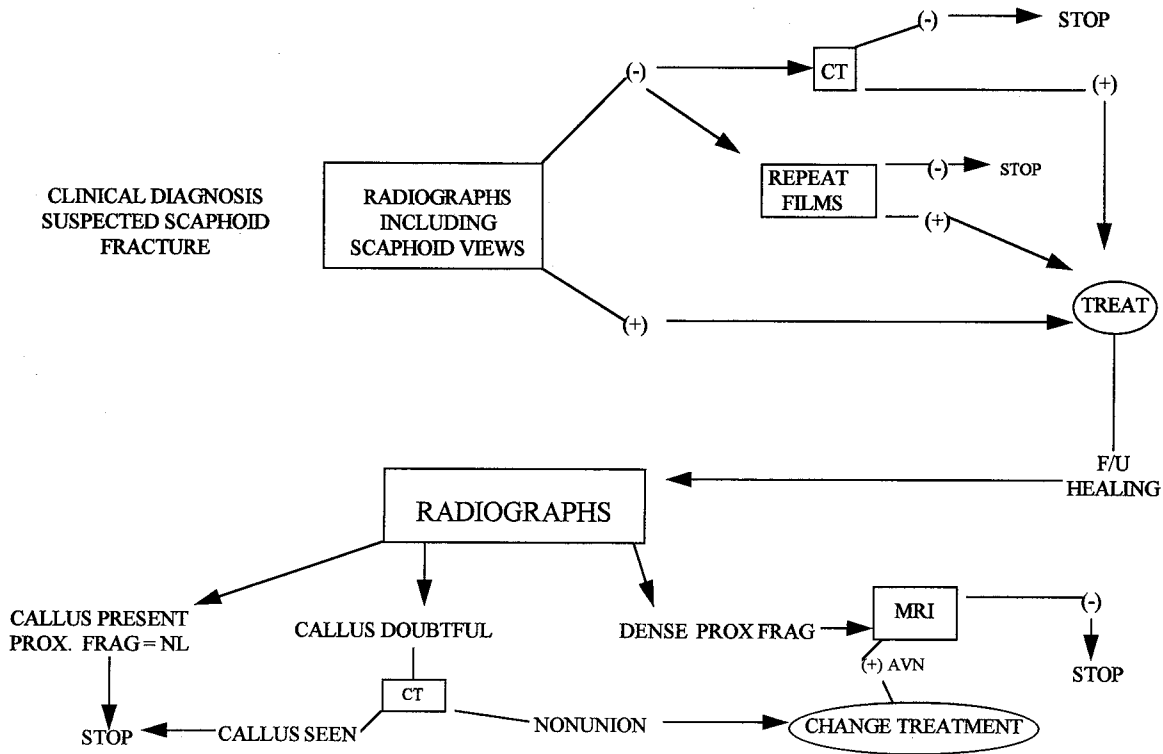 (-)
STOP
(-)
CT
(+)
CLINICAL DIAGNOSIS
SUSPECTED SCAPHOID
FRACTURE
RADIOGRAPHS
INCLUDING
SCAPHOID VIEWS
REPEAT
FILMS
(-)
STOP
(+)
TREAT
(+)
F/U
HEALING
RADIOGRAPHS
CALLUS PRESENT
PROX. FRAG = NL
CALLUS DOUBTFUL
DENSE PROX FRAG
MRI
(-)
(+) AVN
STOP
CT
STOP
CALLUS SEEN
NONUNION
CHANGE TREATMENT